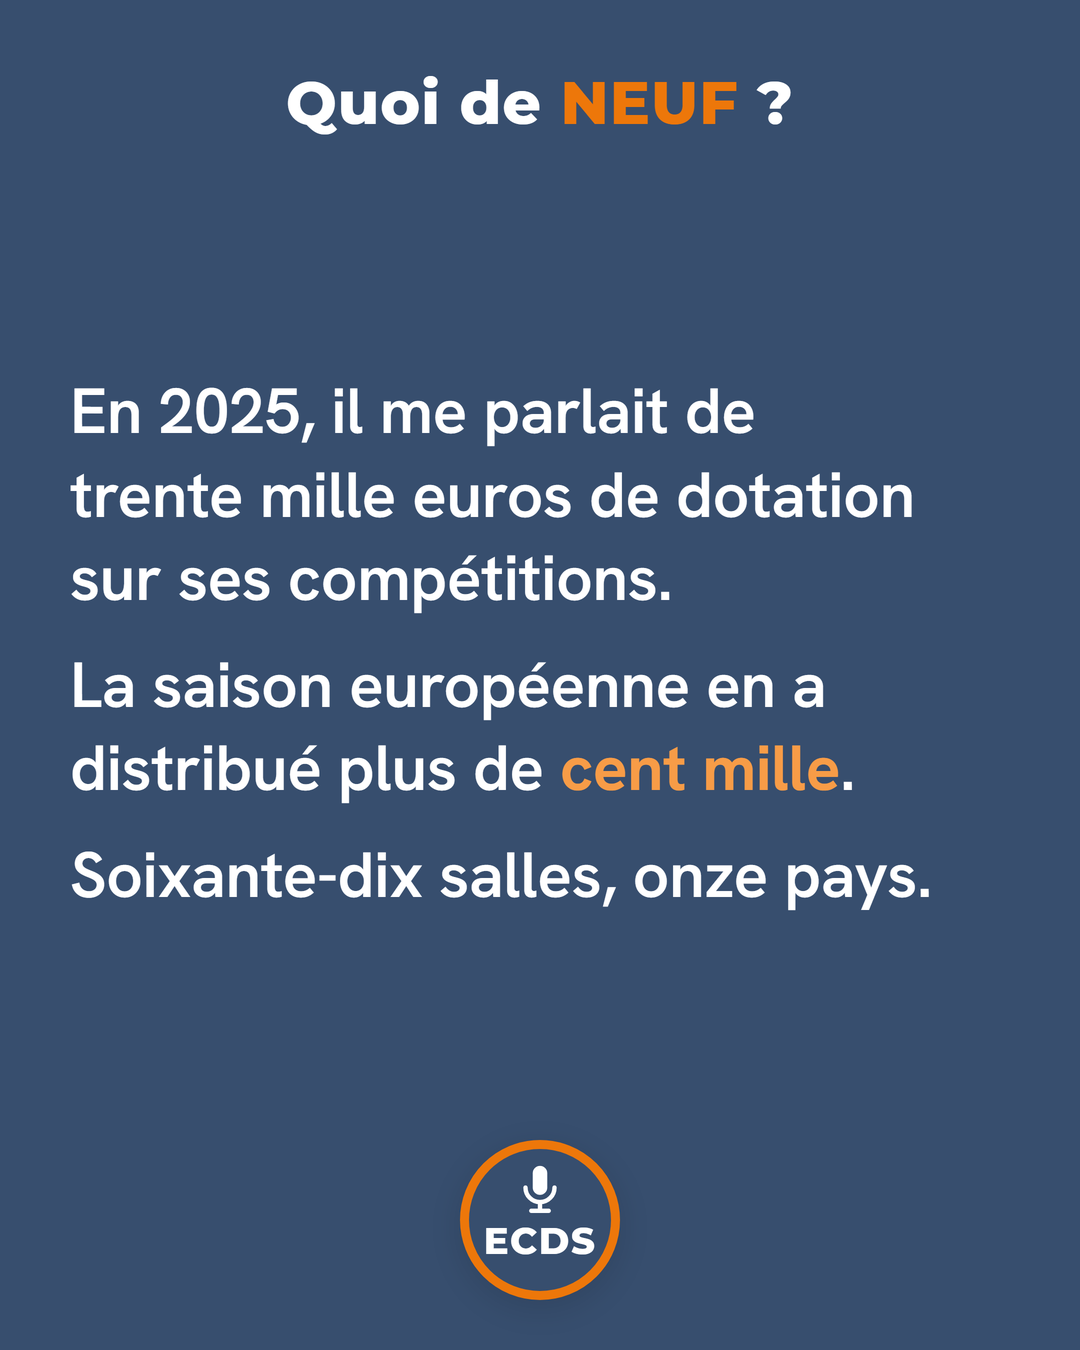 Quoi de NEUF ?
En 2025, il me parlait de
trente mille euros de dotation
sur ses compétitions.
La saison européenne en a
distribué plus de cent mille.
Soixante-dix salles, onze pays.
ECDS